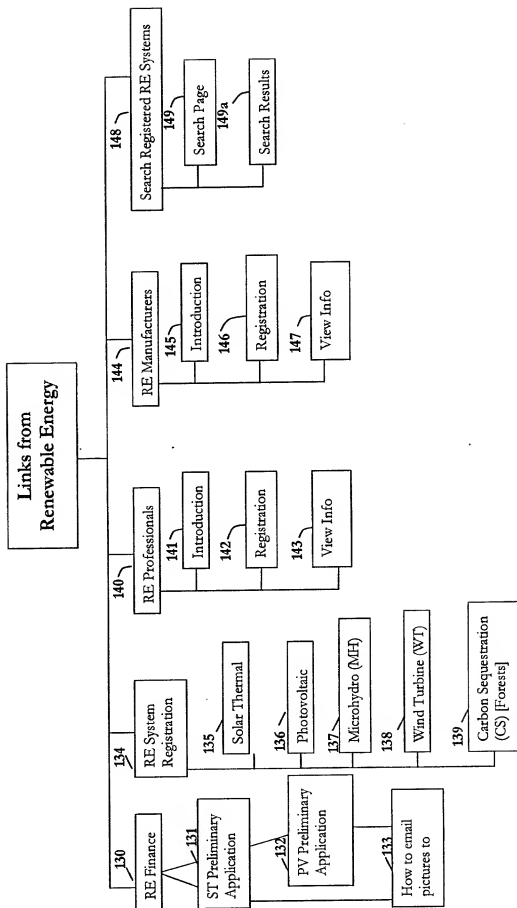 Links from
Renewable Energy
130
RE Finance
131
ST Preliminary
Application
132
PV Preliminary
Application
133
How to email
pictures to
134
RE System
Registration
135
Solar Thermal
136
Photovoltaic
137
Microhydro (MH)
138
Wind Turbine (WT)
139
Carbon Sequestration
(CS) [Forests]
140
RE Professionals
141
Introduction
142
Registration
143
View Info
144
RE Manufacturers
145
Introduction
146
Registration
147
View Info
148
Search Registered RE Systems
149
Search Page
149a
Search Results